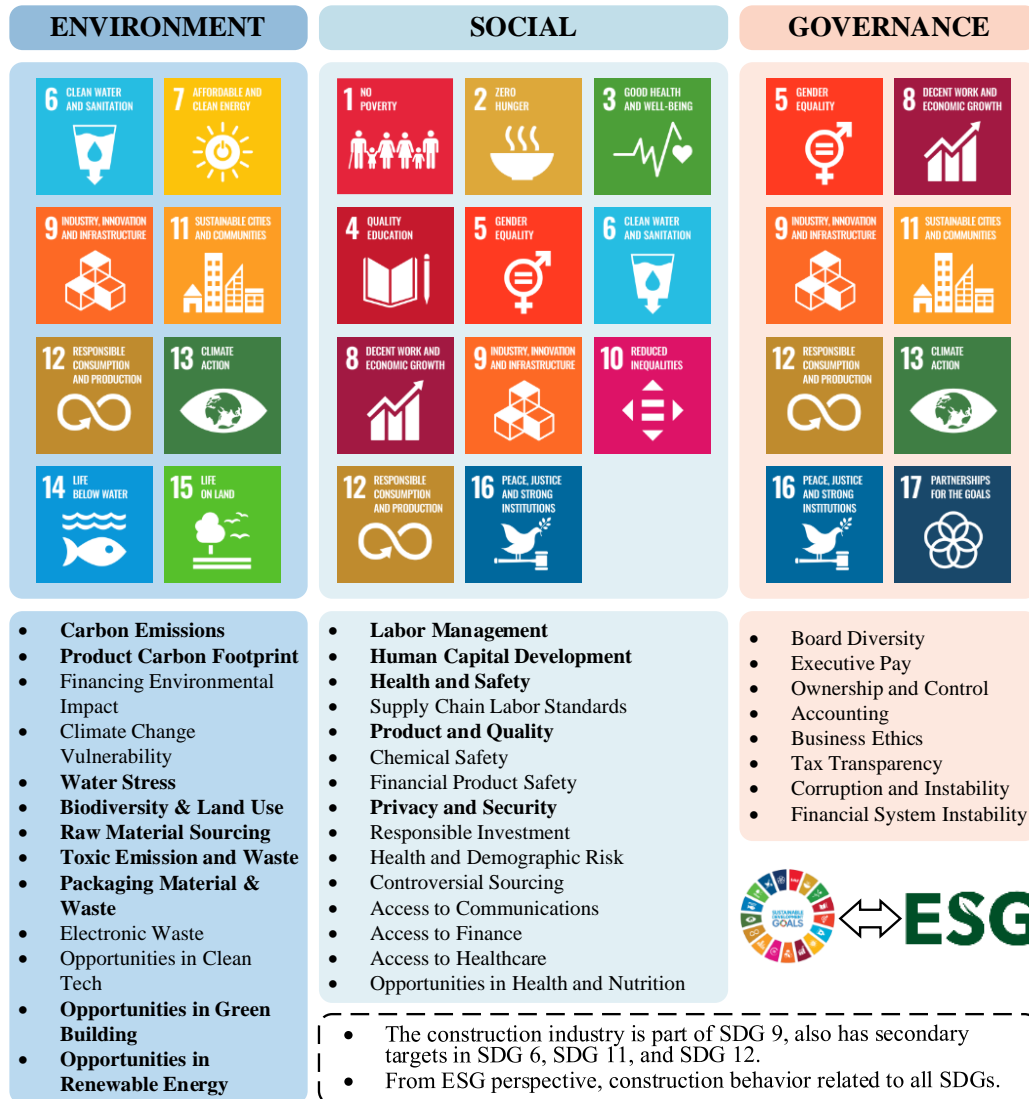 ENVIRONMENT
6 CLEAN WATER
AND SANITATION
7 AFFORDABLE AND
CLEAN ENERGY
9 INDUSTRY, INNOVATION
AND INFRASTRUCTURE
11 SUSTAINABLE CITIES
AND COMMUNITIES
12 RESPONSIBLE
CONSUMPTION
AND PRODUCTION
13 CLIMATE
ACTION
14 LIFE
BELOW WATER
15 LIFE
ON LAND
• Carbon Emissions
• Product Carbon Footprint
• Financing Environmental
Impact
• Climate Change
Vulnerability
• Water Stress
• Biodiversity & Land Use
• Raw Material Sourcing
• Toxic Emission and Waste
• Packaging Material &
Waste
• Electronic Waste
• Opportunities in Clean
Tech
• Opportunities in Green
Building
• Opportunities in
Renewable Energy
SOCIAL
1 NO
POVERTY
2 ZERO
HUNGER
3 GOOD HEALTH
AND WELL-BEING
4 QUALITY
EDUCATION
5 GENDER
EQUALITY
6 CLEAN WATER
AND SANITATION
8 DECENT WORK AND
ECONOMIC GROWTH
9 INDUSTRY, INNOVATION
AND INFRASTRUCTURE
10 REDUCED
INEQUALITIES
12 RESPONSIBLE
CONSUMPTION
AND PRODUCTION
16 PEACE, JUSTICE
AND STRONG
INSTITUTIONS
• Labor Management
• Human Capital Development
• Health and Safety
• Supply Chain Labor Standards
• Product and Quality
• Chemical Safety
• Financial Product Safety
• Privacy and Security
• Responsible Investment
• Health and Demographic Risk
• Controversial Sourcing
• Access to Communications
• Access to Finance
• Access to Healthcare
• Opportunities in Health and Nutrition
GOVERNANCE
5 GENDER
EQUALITY
8 DECENT WORK AND
ECONOMIC GROWTH
9 INDUSTRY, INNOVATION
AND INFRASTRUCTURE
11 SUSTAINABLE CITIES
AND COMMUNITIES
12 RESPONSIBLE
CONSUMPTION
AND PRODUCTION
13 CLIMATE
ACTION
16 PEACE, JUSTICE
AND STRONG
INSTITUTIONS
17 PARTNERSHIPS
FOR THE GOALS
• Board Diversity
• Executive Pay
• Ownership and Control
• Accounting
• Business Ethics
• Tax Transparency
• Corruption and Instability
• Financial System Instability
SUSTAINABLE
DEVELOPMENT
GOALS
ESG
• The construction industry is part of SDG 9, also has secondary
targets in SDG 6, SDG 11, and SDG 12.
• From ESG perspective, construction behavior related to all SDGs.